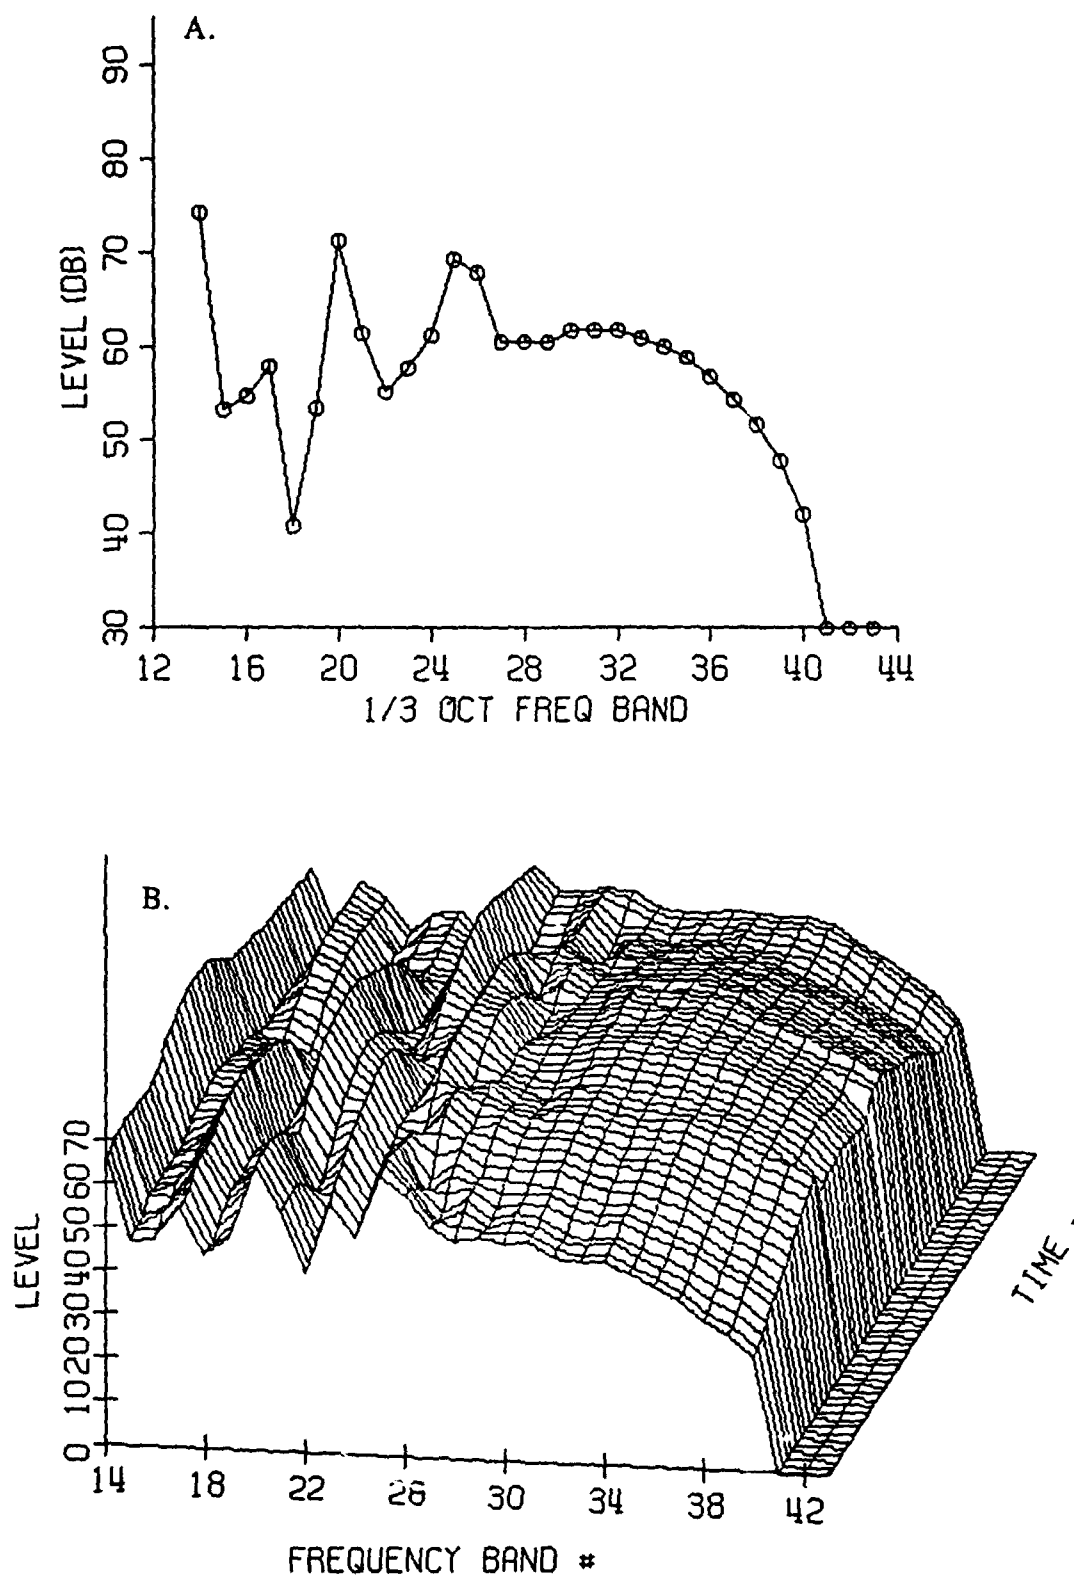 A.
LEVEL (DB)
90
80
70
60
50
40
30
12 16 20 24 28 32 36 40 44
1/3 OCT FREQ BAND
B.
LEVEL
70
60
50
40
30
20
10
0
14 18 22 26 30 34 38 42
FREQUENCY BAND #
TIME